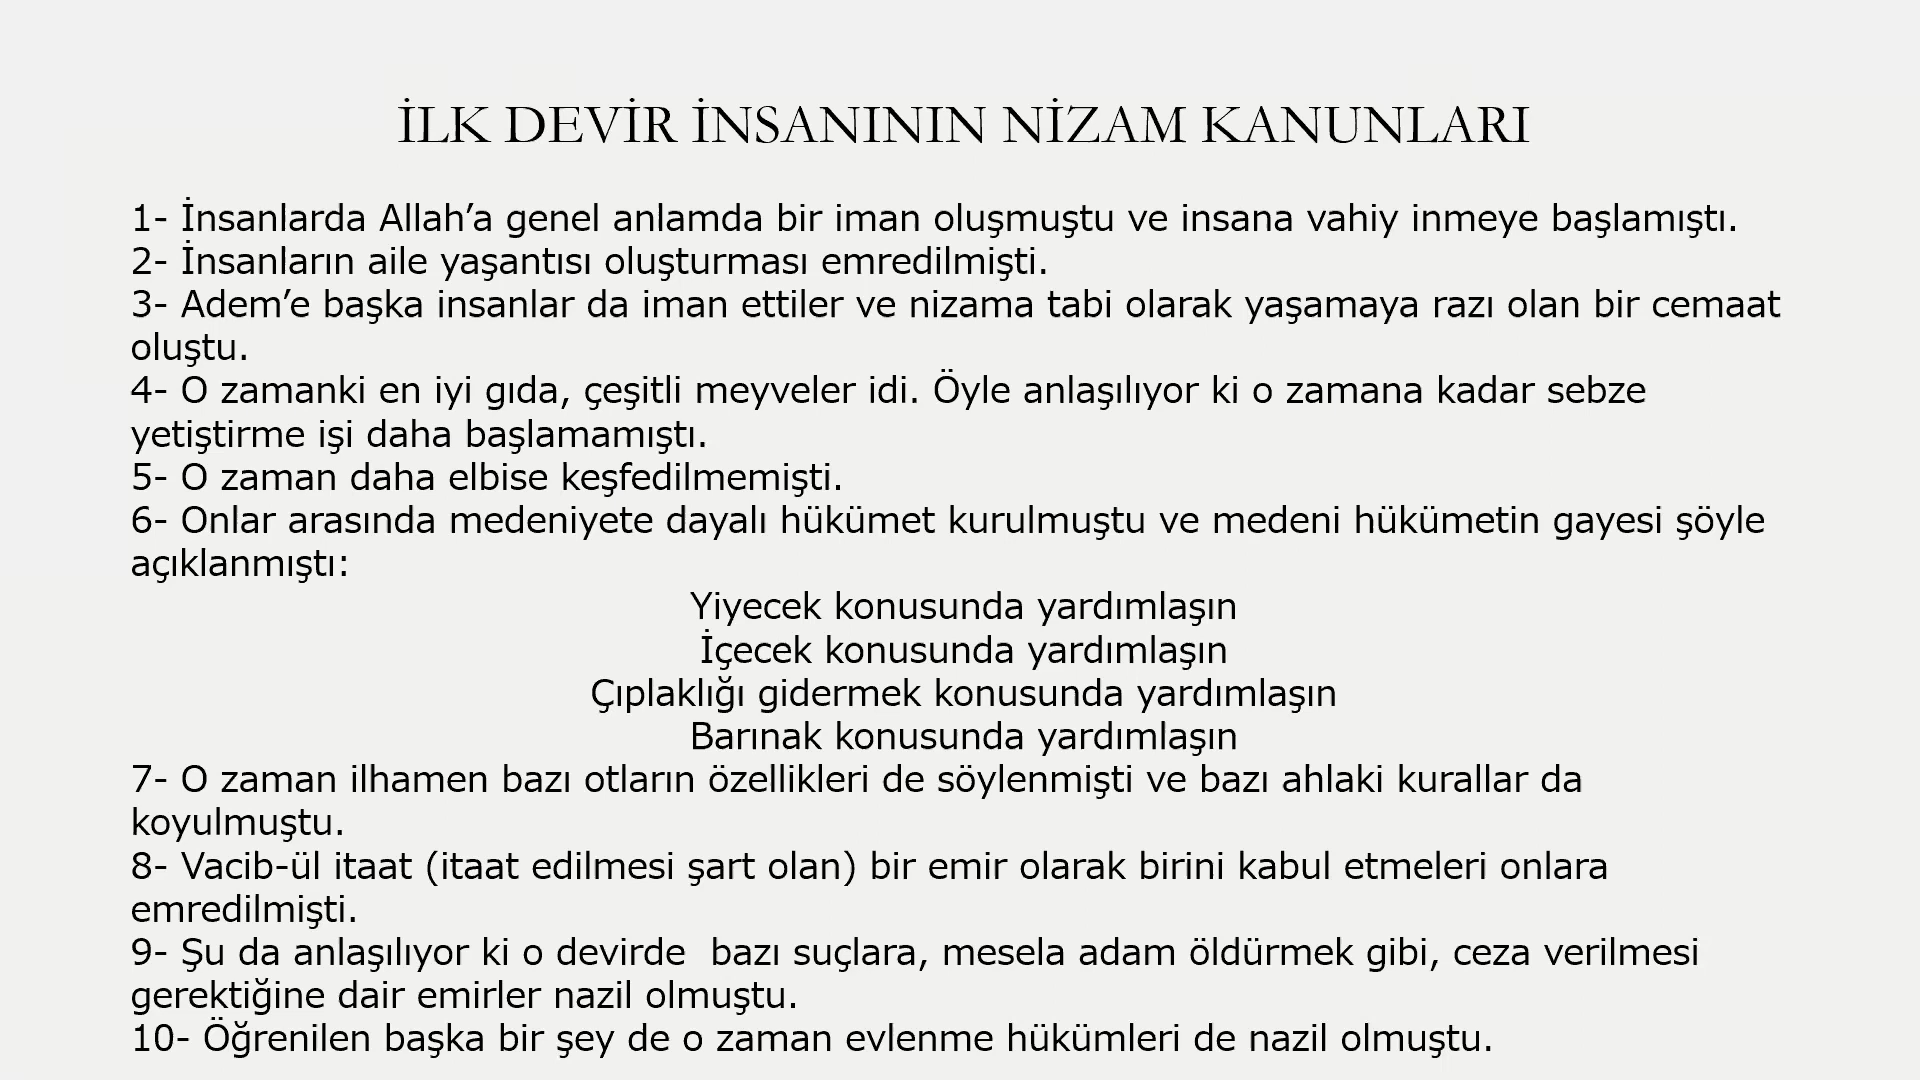 İLK DEVİR İNSANININ NİZAM KANUNLARI
1- İnsanlarda Allah’a genel anlamda bir iman oluşmuştu ve insana vahiy inmeye başlamıştı.
2- İnsanların aile yaşantısı oluşturması emredilmişti.
3- Adem’e başka insanlar da iman ettiler ve nizama tabi olarak yaşamaya razı olan bir cemaat
oluştu.
4- O zamanki en iyi gıda, çeşitli meyveler idi. Öyle anlaşılıyor ki o zamana kadar sebze
yetiştirme işi daha başlamamıştı.
5- O zaman daha elbise keşfedilmemişti.
6- Onlar arasında medeniyete dayalı hükümet kurulmuştu ve medeni hükümetin gayesi şöyle
açıklanmıştı:
Yiyecek konusunda yardımlaşın
İçecek konusunda yardımlaşın
Çıplaklığı gidermek konusunda yardımlaşın
Barınak konusunda yardımlaşın
7- O zaman ilhamen bazı otların özellikleri de söylenmişti ve bazı ahlaki kurallar da
koyulmuştu.
8- Vacib-ül itaat (itaat edilmesi şart olan) bir emir olarak birini kabul etmeleri onlara
emredilmişti.
9- Şu da anlaşılıyor ki o devirde  bazı suçlara, mesela adam öldürmek gibi, ceza verilmesi
gerektiğine dair emirler nazil olmuştu.
10- Öğrenilen başka bir şey de o zaman evlenme hükümleri de nazil olmuştu.